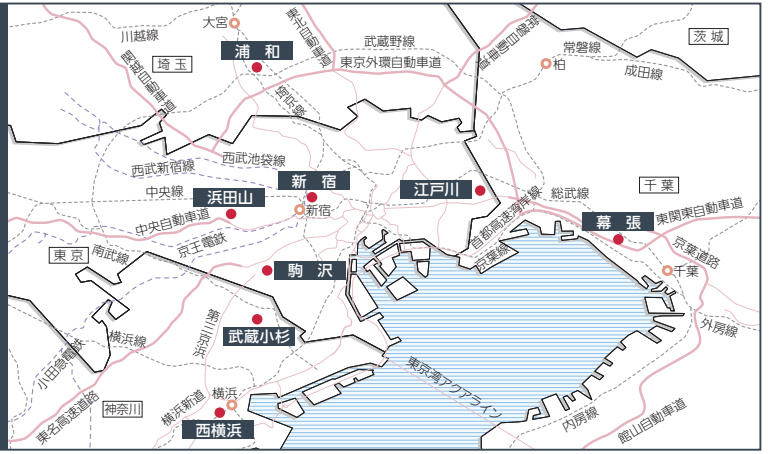 大宮
川越線
東北自動車道
武蔵野線
常磐自動車道
常磐線
茨城
浦和
埼玉
関越自動車道
東京外環自動車道
柏
成田線
埼京線
西武新宿線
西武池袋線
中央線
新宿
浜田山
新宿
江戸川
総武線
千葉
中央自動車道
首都高速湾岸線
幕張
東関東自動車道
京王電鉄
京葉線
京葉道路
東京
南武線
駒沢
千葉
第三京浜
武蔵小杉
外房線
横浜線
小田急電鉄
東京湾アクアライン
神奈川
横浜新道
横浜
東名高速道路
西横浜
内房線
館山自動車道